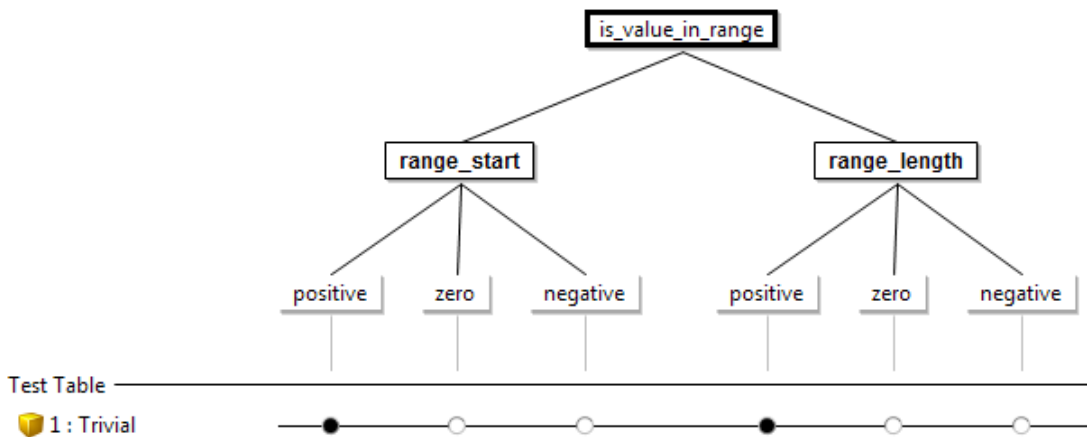 is_value_in_range
range_start range_length
positive zero negative positive zero negative
Test Table
1 : Trivial